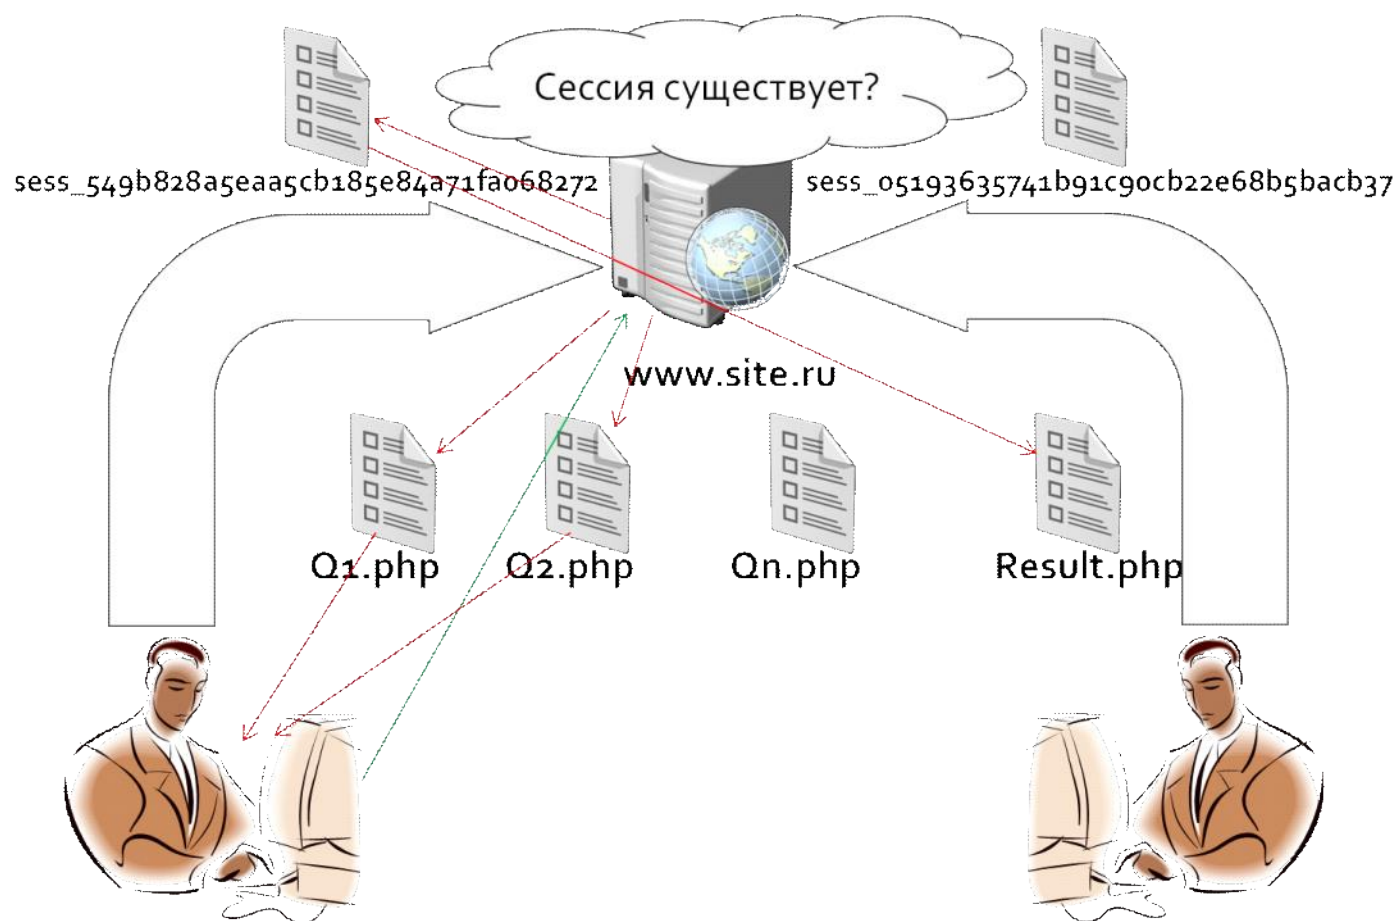 Сессия существует?
sess_549b828a5eaa5cb185e84a71fa068272
sess_05193635741b91c90cb22e68b5bacb37
www.site.ru
Q1.php
Q2.php
Qn.php
Result.php